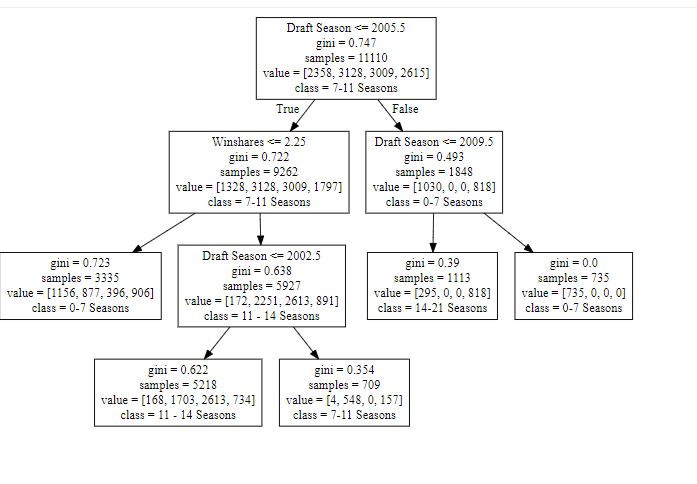 Draft Season <= 2005.5
gini = 0.747
samples = 11110
value = [2358, 3128, 3009, 2615]
class = 7-11 Seasons
True
False
Winshares <= 2.25
gini = 0.722
samples = 9262
value = [1328, 3128, 3009, 1797]
class = 7-11 Seasons
Draft Season <= 2009.5
gini = 0.493
samples = 1848
value = [1030, 0, 0, 818]
class = 0-7 Seasons
gini = 0.723
samples = 3335
value = [1156, 877, 396, 906]
class = 0-7 Seasons
Draft Season <= 2002.5
gini = 0.638
samples = 5927
value = [172, 2251, 2613, 891]
class = 11 - 14 Seasons
gini = 0.39
samples = 1113
value = [295, 0, 0, 818]
class = 14-21 Seasons
gini = 0.0
samples = 735
value = [735, 0, 0, 0]
class = 0-7 Seasons
gini = 0.622
samples = 5218
value = [168, 1703, 2613, 734]
class = 11 - 14 Seasons
gini = 0.354
samples = 709
value = [4, 548, 0, 157]
class = 7-11 Seasons